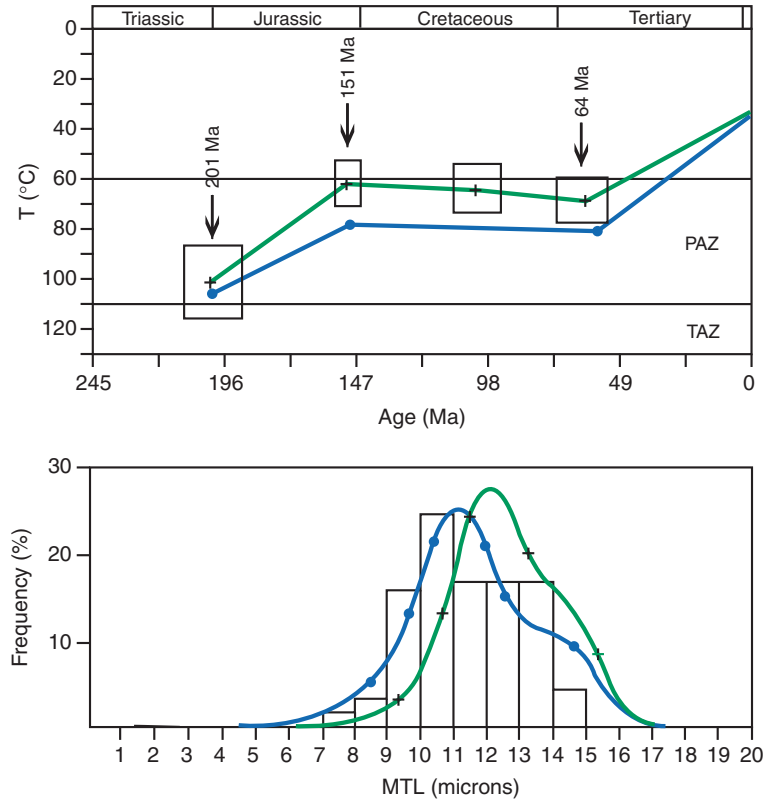 Triassic Jurassic Cretaceous Tertiary
0
20
40
60
80
100
120
T (°C)
201 Ma
151 Ma
64 Ma
PAZ
TAZ
245 196 147 98 49 0
Age (Ma)
30
20
10
Frequency (%)
1 2 3 4 5 6 7 8 9 10 11 12 13 14 15 16 17 18 19 20
MTL (microns)